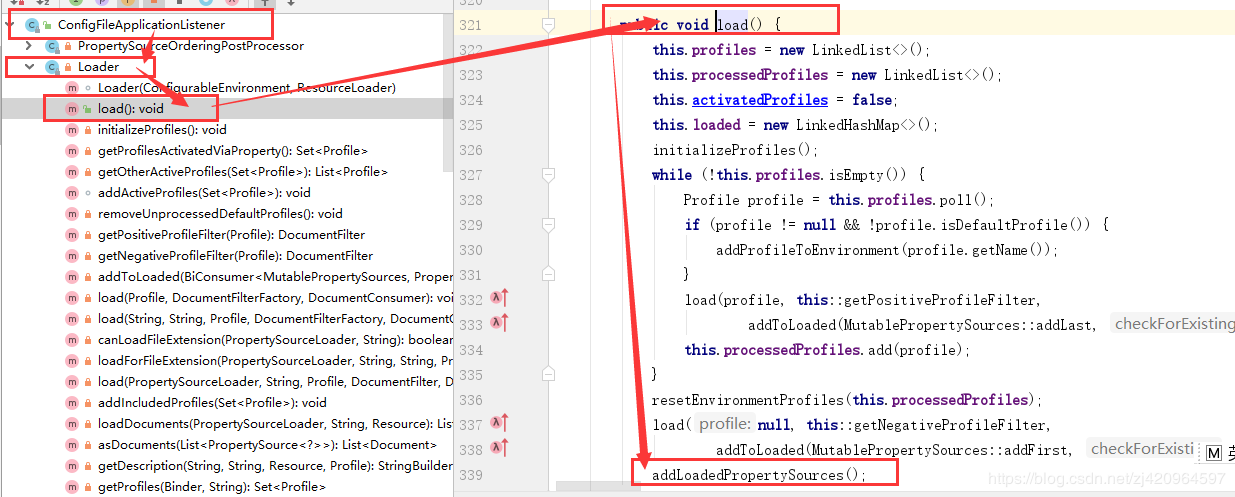 ConfigFileApplicationListener
PropertySourceOrderingPostProcessor
Loader
Loader(ConfigurableEnvironment, ResourceLoader)
load(): void
initializeProfiles(): void
getProfilesActivatedViaProperty(): Set<Profile>
getOtherActiveProfiles(Set<Profile>): List<Profile>
addActiveProfiles(Set<Profile>): void
removeUnprocessedDefaultProfiles(): void
getPositiveProfileFilter(Profile): DocumentFilter
getNegativeProfileFilter(Profile): DocumentFilter
addToLoaded(BiConsumer<MutablePropertySources, Proper
load(Profile, DocumentFilterFactory, DocumentConsumer): voi
load(String, String, Profile, DocumentFilterFactory, DocumentC
canLoadFileExtension(PropertySourceLoader, String): boolean
loadForFileExtension(PropertySourceLoader, String, String, Pr
load(PropertySourceLoader, String, Profile, DocumentFilter, D
addIncludedProfiles(Set<Profile>): void
loadDocuments(PropertySourceLoader, String, Resource): List
asDocuments(List<PropertySource<?>>): List<Document>
getDescription(String, String, Resource, Profile): StringBuilder
getProfiles(Binder, String): Set<Profile>
320
321 public void load() {
322 this.profiles = new LinkedList<>();
323 this.processedProfiles = new LinkedList<>();
324 this.activatedProfiles = false;
325 this.loaded = new LinkedHashMap<>();
326 initializeProfiles();
327 while (!this.profiles.isEmpty()) {
328 Profile profile = this.profiles.poll();
329 if (profile != null && !profile.isDefaultProfile()) {
330 addProfileToEnvironment(profile.getName());
331 }
332 load(profile, this::getPositiveProfileFilter,
333 addToLoaded(MutablePropertySources::addLast, checkForExisting
334 this.processedProfiles.add(profile);
335 }
336 resetEnvironmentProfiles(this.processedProfiles);
337 load( profile: null, this::getNegativeProfileFilter,
338 addToLoaded(MutablePropertySources::addFirst, checkForExisti
339 addLoadedPropertySources();
M 英
https://blog.csdn.net/zj420964597